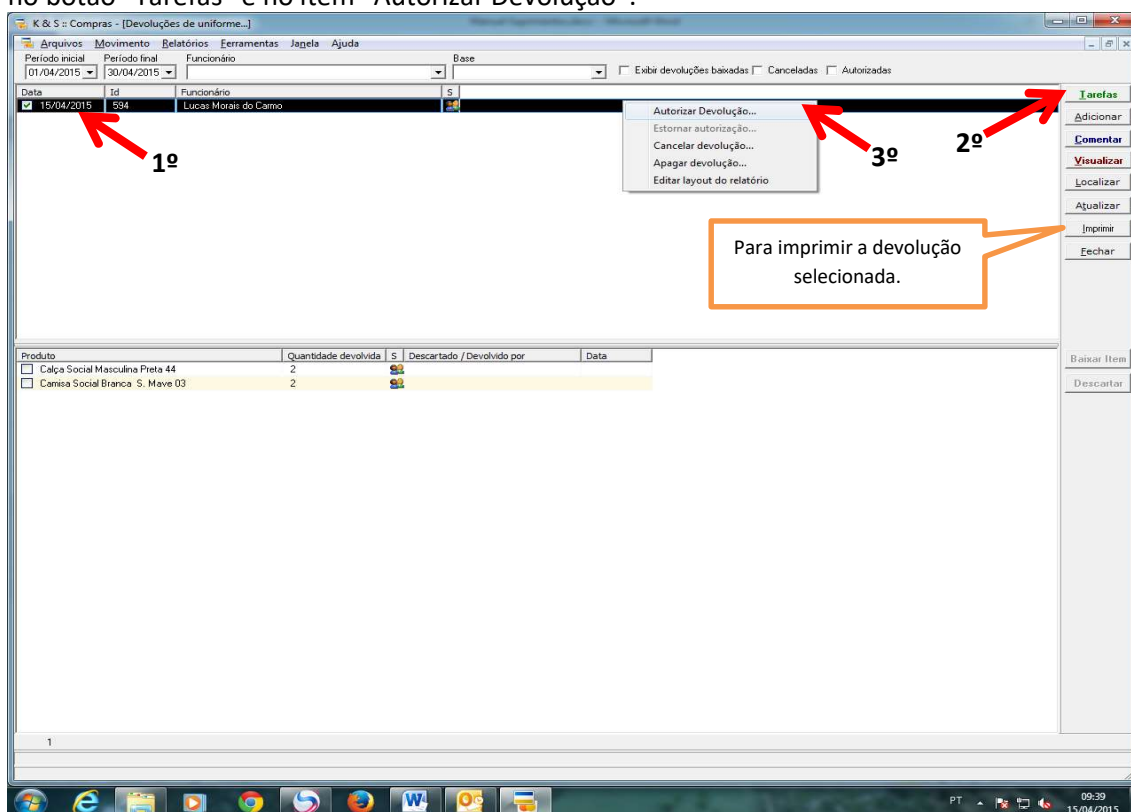 no botão "Tarefas" e no item "Autorizar Devolução".
K & S :: Compras - [Devoluções de uniforme...]
Arquivos Movimento Relatórios Ferramentas Janela Ajuda
Período inicial Período final Funcionário Base
01/04/2015 30/04/2015 Exibir devoluções baixadas Canceladas Autorizadas
Data Id Funcionário S
15/04/2015 594 Lucas Morais do Carmo
Tarefas
Adicionar
Comentar
Visualizar
Localizar
Atualizar
Imprimir
Fechar
Autorizar Devolução...
Estornar autorização...
Cancelar devolução...
Apagar devolução...
Editar layout do relatório
1º
2º
3º
Para imprimir a devolução
selecionada.
Produto Quantidade devolvida S Descartado / Devolvido por Data
Calça Social Masculina Preta 44 2
Camisa Social Branca S. Mave 03 2
Baixar Item
Descartar
1
PT 09:39
15/04/2015